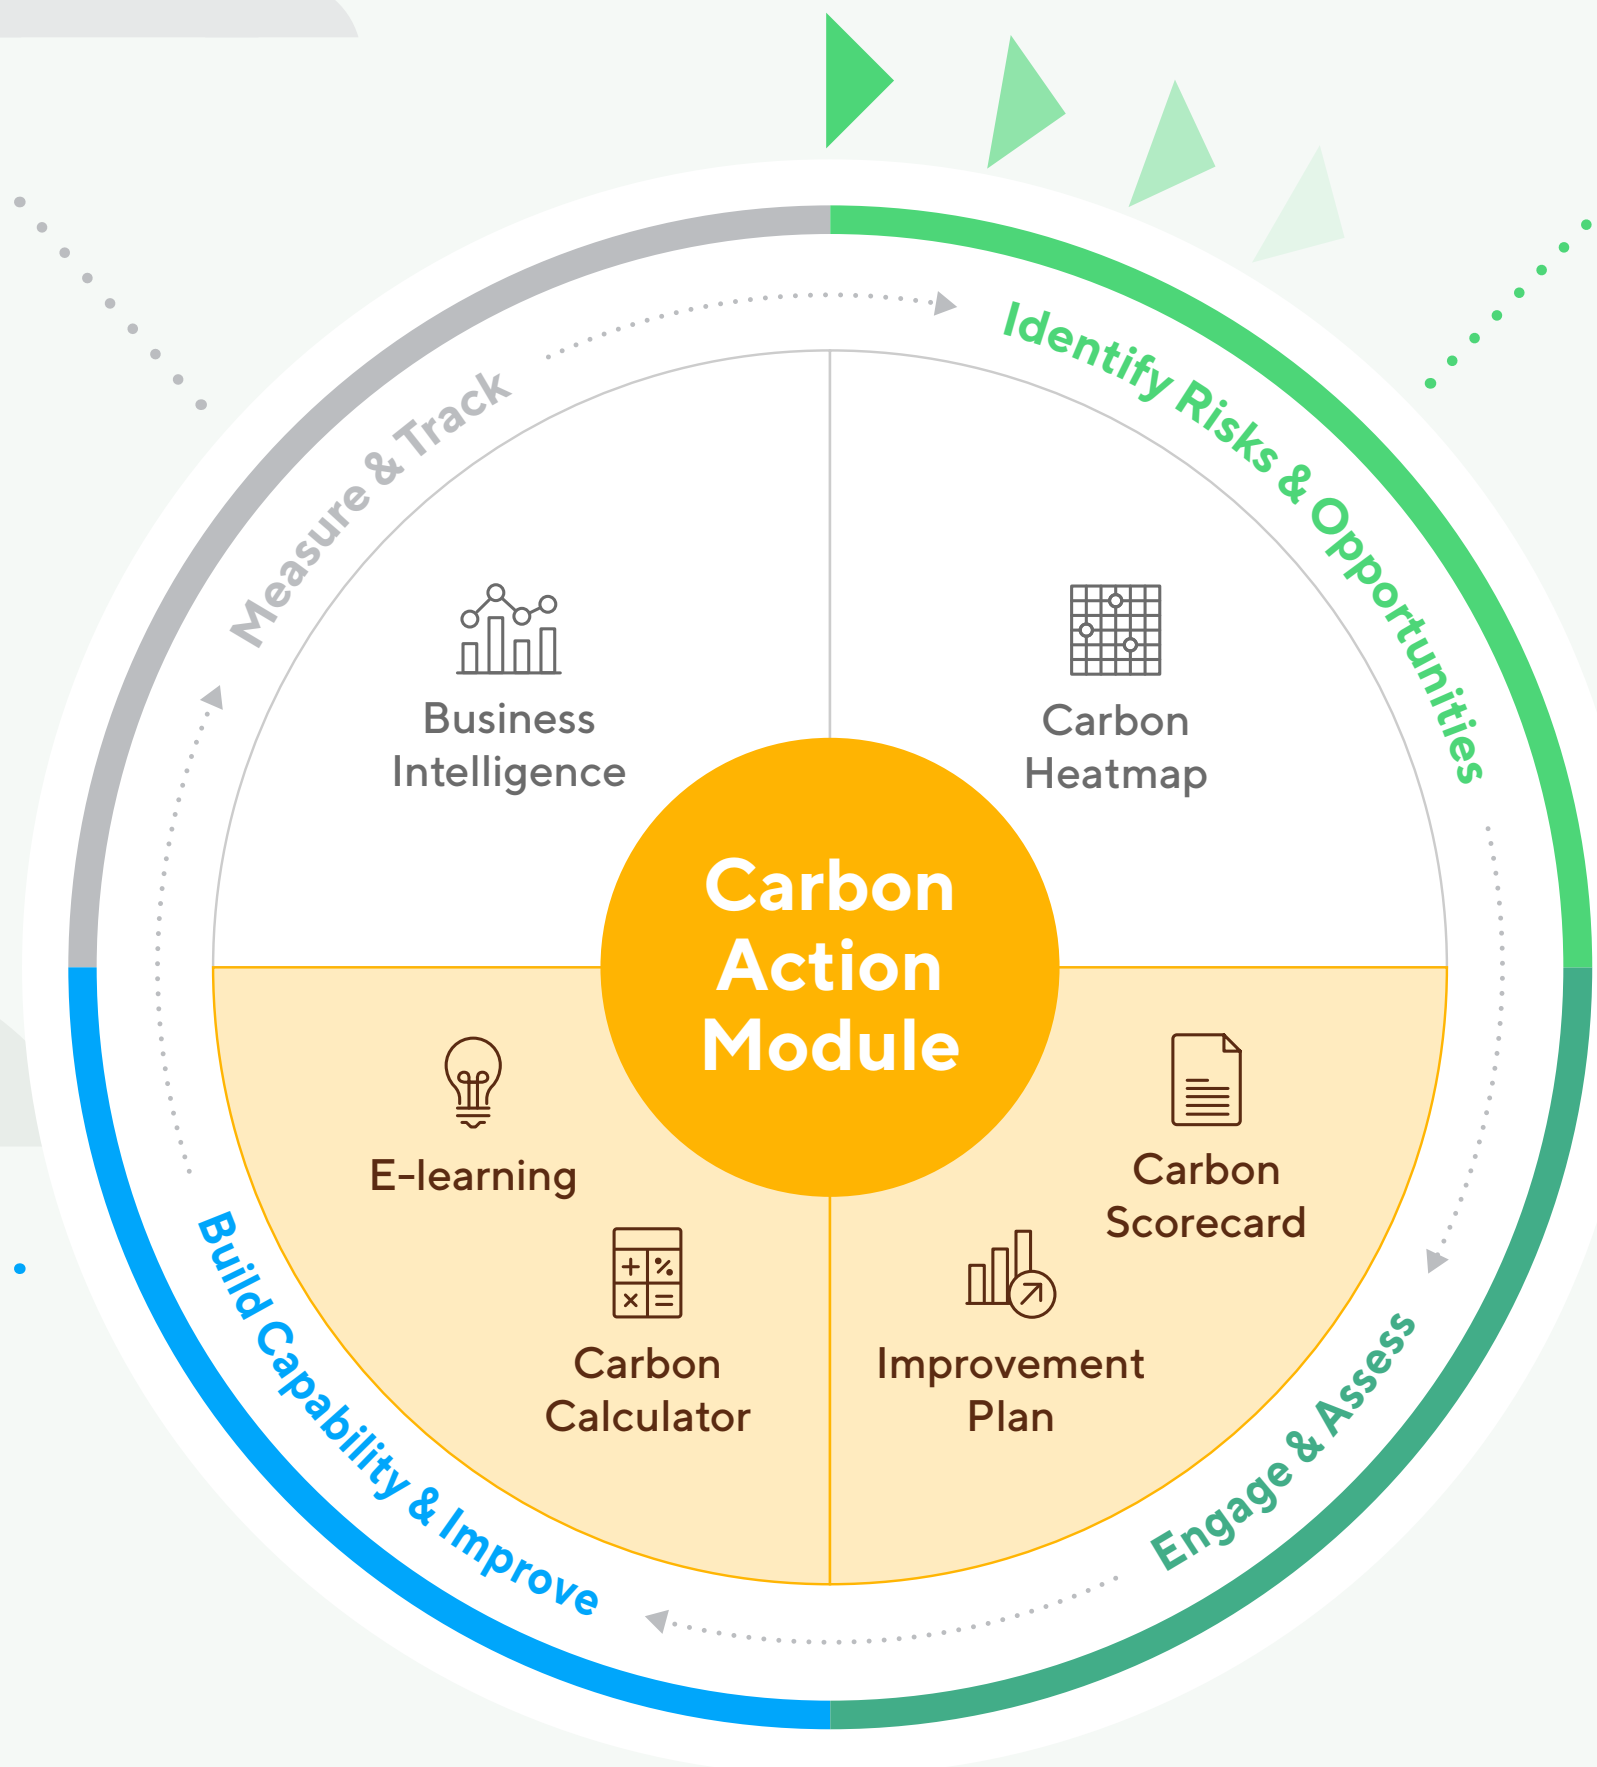 Identify Risks & Opportunities
Measure & Track
Business
Intelligence
Carbon
Heatmap
Carbon
Action
Module
E-learning
Carbon
Calculator
Carbon
Scorecard
Improvement
Plan
Engage & Assess
Build Capability & Improve